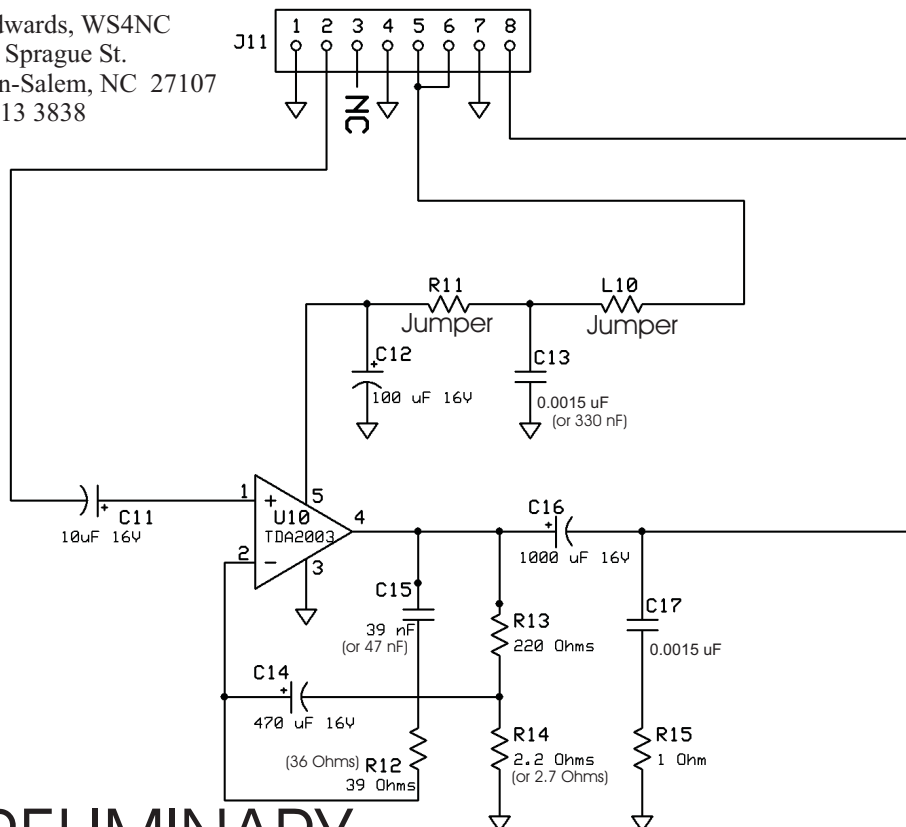 dwards, WS4NC
Sprague St.
n-Salem, NC 27107
13 3838
J11
1 2 3 4 5 6 7 8
NC
R11
Jumper
L10
Jumper
C12
+
100 uF 16V
C13
0.0015 uF
(or 330 nF)
1
+
5
U10
TDA2003
4
2
-
3
+
C11
10uF 16V
C16
+
1000 uF 16V
C15
39 nF
(or 47 nF)
R13
220 Ohms
C17
0.0015 uF
C14
+
470 uF 16V
(36 Ohms) R12
39 Ohms
R14
2.2 Ohms
(or 2.7 Ohms)
R15
1 Ohm